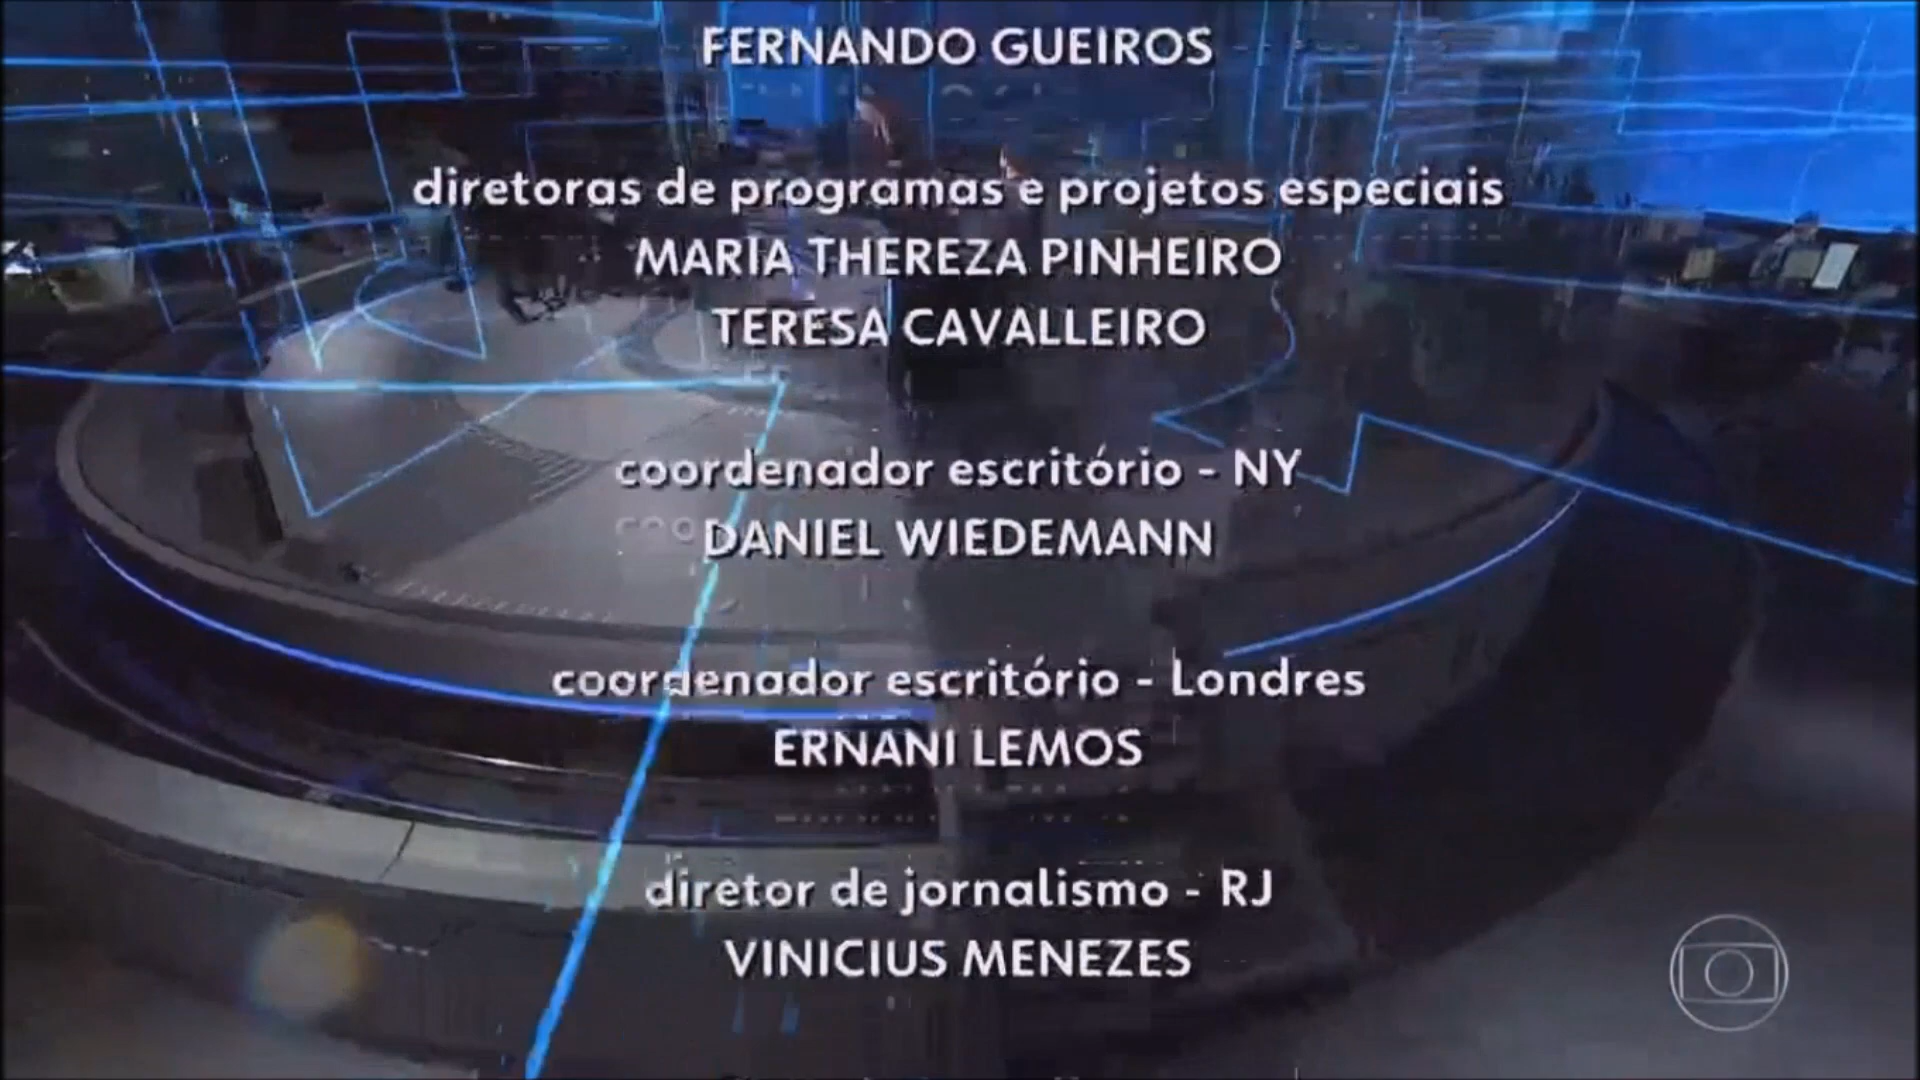 FERNANDO GUEIROS
diretoras de programas e projetos especiais
MARIA THEREZA PINHEIRO
TERESA CAVALLEIRO
coordenador escritório - NY
DANIEL WIEDEMANN
coordenador escritório - Londres
ERNANI LEMOS
diretor de jornalismo - RJ
VINICIUS MENEZES